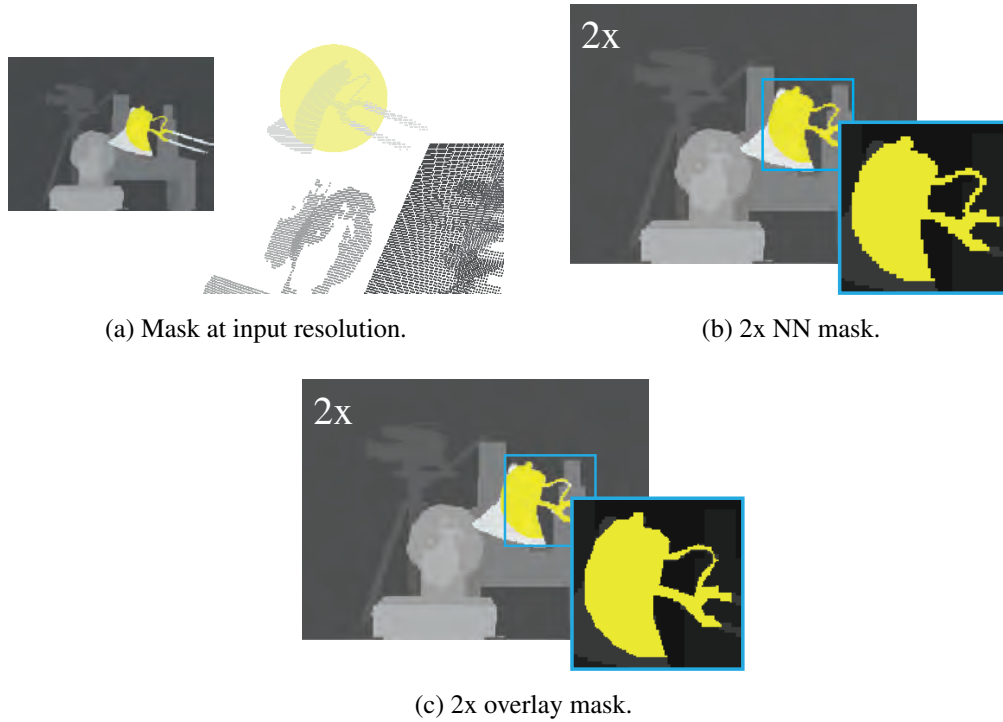 2x
(a) Mask at input resolution.
(b) 2x NN mask.
2x
(c) 2x overlay mask.